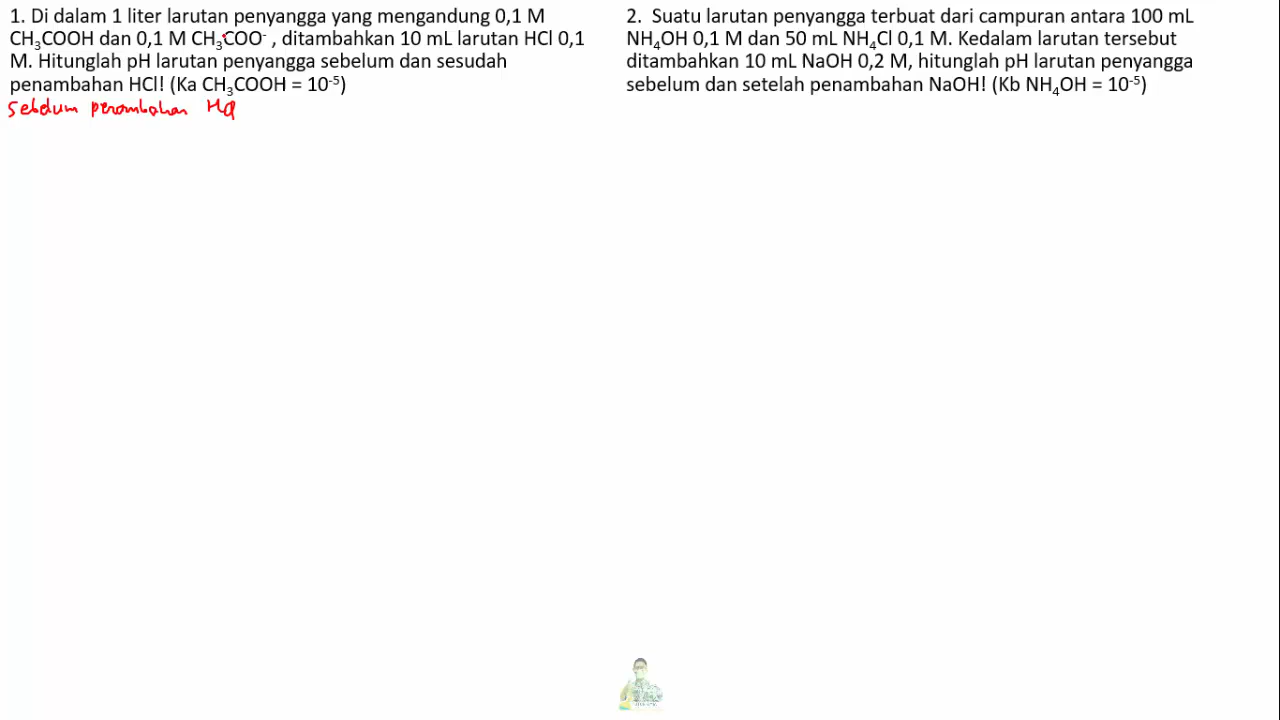 1. Di dalam 1 liter larutan penyangga yang mengandung 0,1 M
CH₃COOH dan 0,1 M CH₃COO⁻ , ditambahkan 10 mL larutan HCl 0,1
M. Hitunglah pH larutan penyangga sebelum dan sesudah
penambahan HCl! (Ka CH₃COOH = 10⁻⁵)
sebelum penambahan HCl
2. Suatu larutan penyangga terbuat dari campuran antara 100 mL
NH₄OH 0,1 M dan 50 mL NH₄Cl 0,1 M. Kedalam larutan tersebut
ditambahkan 10 mL NaOH 0,2 M, hitunglah pH larutan penyangga
sebelum dan setelah penambahan NaOH! (Kb NH₄OH = 10⁻⁵)